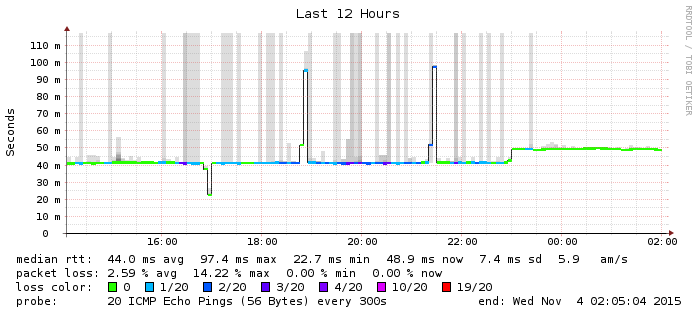 Last 12 Hours
RRDTOOL / TOBI OETIKER
Seconds
110 m
100 m
90 m
80 m
70 m
60 m
50 m
40 m
30 m
20 m
10 m
0
16:00 18:00 20:00 22:00 00:00 02:00
median rtt: 44.0 ms avg 97.4 ms max 22.7 ms min 48.9 ms now 7.4 ms sd 5.9 am/s
packet loss: 2.59 % avg 14.22 % max 0.00 % min 0.00 % now
loss color: 0 1/20 2/20 3/20 4/20 10/20 19/20
probe: 20 ICMP Echo Pings (56 Bytes) every 300s end: Wed Nov 4 02:05:04 2015